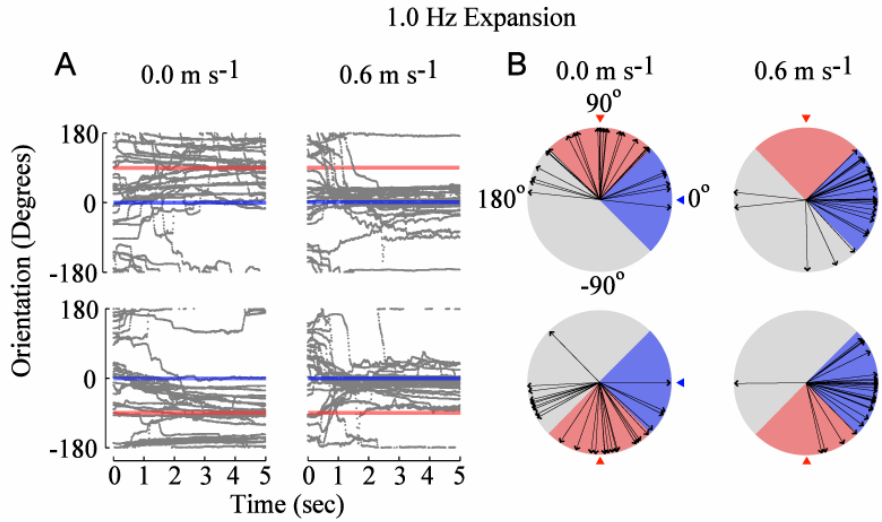 1.0 Hz Expansion
A
0.0 m s-1
0.6 m s-1
B
0.0 m s-1
0.6 m s-1
Orientation (Degrees)
180
0
-180
180
0
-180
0 1 2 3 4 5
0 1 2 3 4 5
Time (sec)
90°
180°
0°
-90°